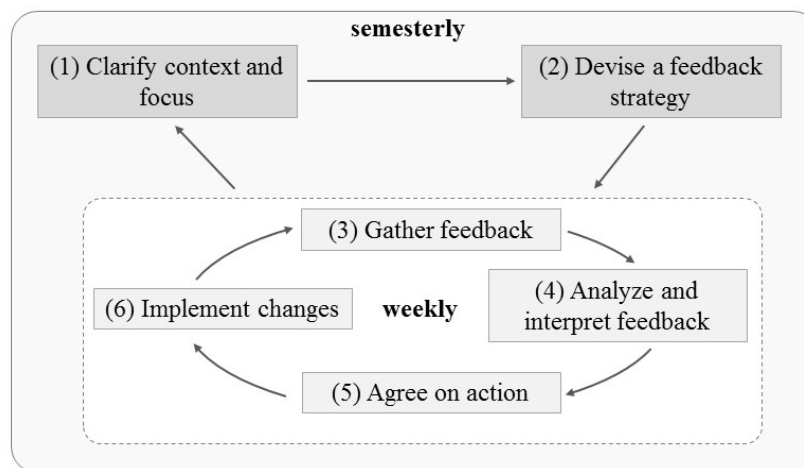 semesterly
(1) Clarify context and
focus
(2) Devise a feedback
strategy
(3) Gather feedback
(4) Analyze and
interpret feedback
(6) Implement changes
weekly
(5) Agree on action